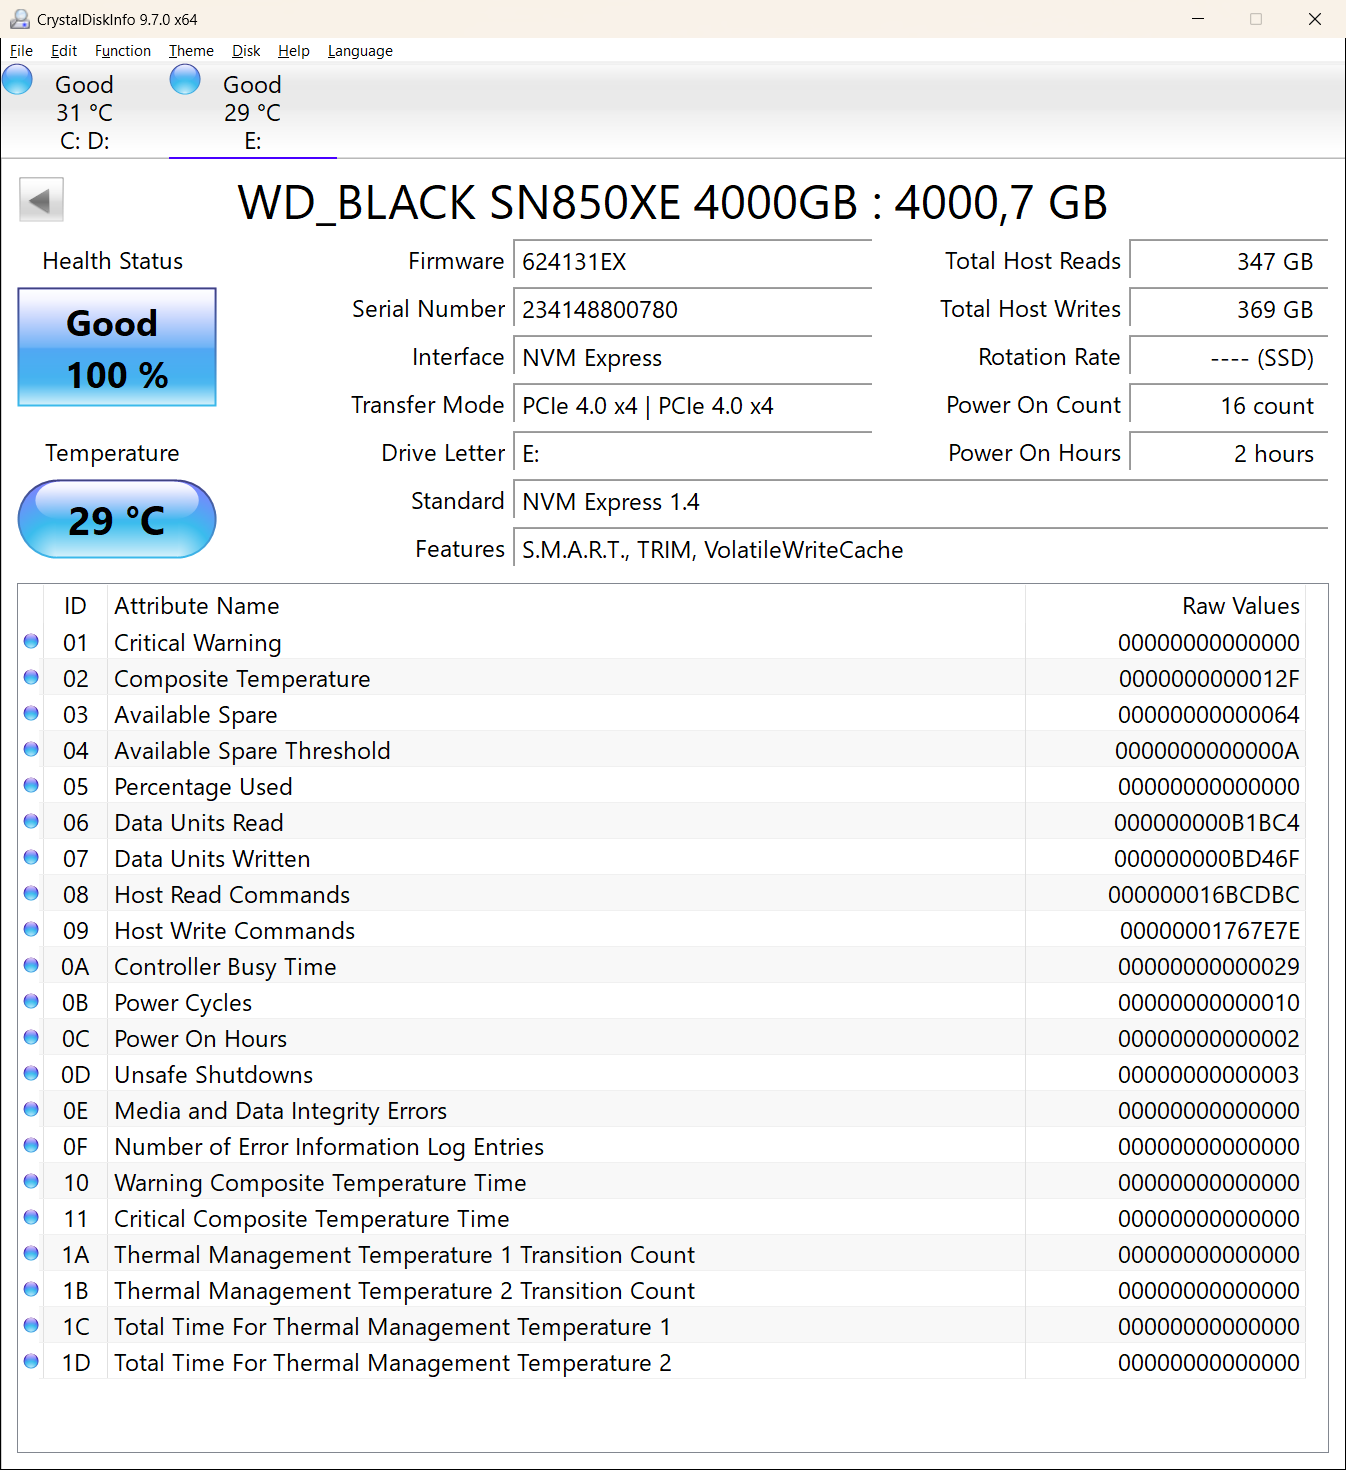 CrystalDiskInfo 9.7.0 x64
File Edit Function Theme Disk Help Language
Good Good
31 °C 29 °C
C: D: E:
WD_BLACK SN850XE 4000GB : 4000,7 GB
Health Status Firmware 624131EX Total Host Reads 347 GB
Good Serial Number 234148800780 Total Host Writes 369 GB
100 % Interface NVM Express Rotation Rate ---- (SSD)
Transfer Mode PCIe 4.0 x4 | PCIe 4.0 x4 Power On Count 16 count
Temperature Drive Letter E: Power On Hours 2 hours
29 °C Standard NVM Express 1.4
Features S.M.A.R.T., TRIM, VolatileWriteCache
ID Attribute Name Raw Values
01 Critical Warning 00000000000000
02 Composite Temperature 0000000000012F
03 Available Spare 00000000000064
04 Available Spare Threshold 0000000000000A
05 Percentage Used 00000000000000
06 Data Units Read 000000000B1BC4
07 Data Units Written 000000000BD46F
08 Host Read Commands 000000016BCDBC
09 Host Write Commands 00000001767E7E
0A Controller Busy Time 00000000000029
0B Power Cycles 00000000000010
0C Power On Hours 00000000000002
0D Unsafe Shutdowns 00000000000003
0E Media and Data Integrity Errors 00000000000000
0F Number of Error Information Log Entries 00000000000000
10 Warning Composite Temperature Time 00000000000000
11 Critical Composite Temperature Time 00000000000000
1A Thermal Management Temperature 1 Transition Count 00000000000000
1B Thermal Management Temperature 2 Transition Count 00000000000000
1C Total Time For Thermal Management Temperature 1 00000000000000
1D Total Time For Thermal Management Temperature 2 00000000000000